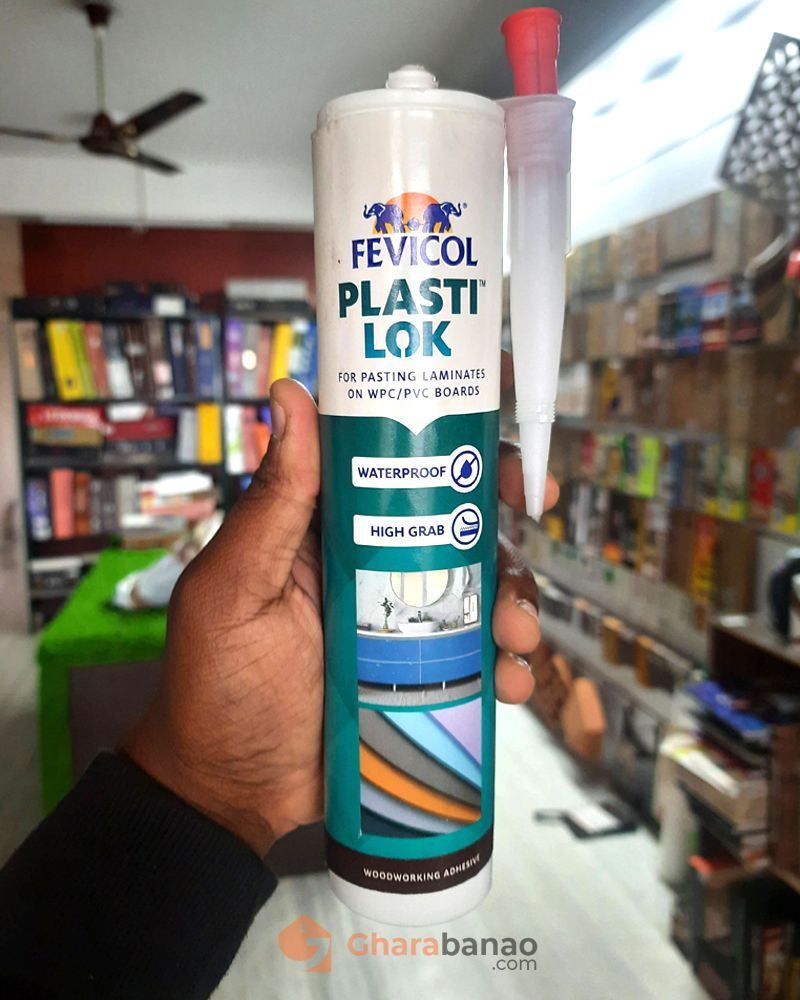 FEVICOL®
PLASTI™
LOK
FOR PASTING LAMINATES
ON WPC/PVC BOARDS
WATERPROOF
HIGH GRAB
WOODWORKING ADHESIVE
Gharabanao
.com